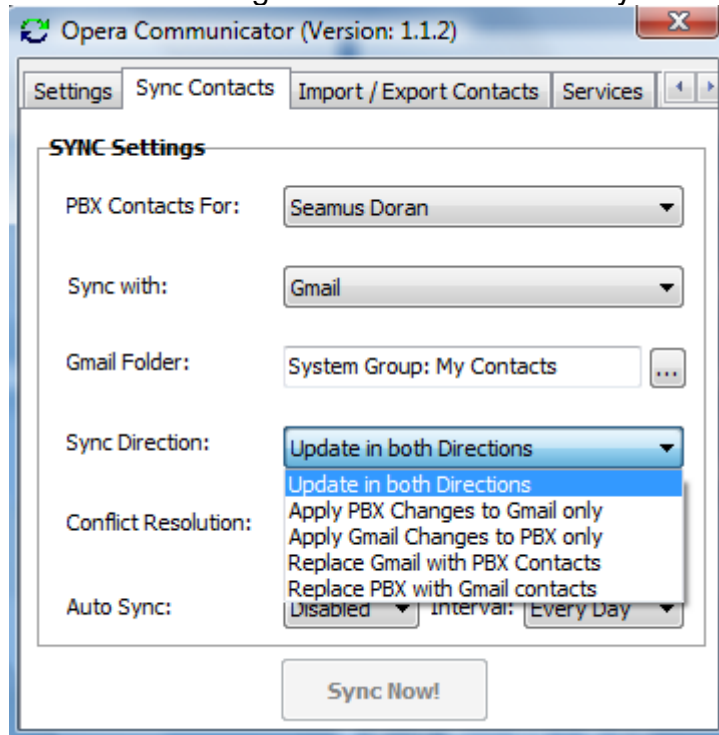 Opera Communicator (Version: 1.1.2)
Settings Sync Contacts Import / Export Contacts Services
SYNC Settings
PBX Contacts For: Seamus Doran
Sync with: Gmail
Gmail Folder: System Group: My Contacts ...
Sync Direction: Update in both Directions
Update in both Directions
Apply PBX Changes to Gmail only
Conflict Resolution: Apply Gmail Changes to PBX only
Replace Gmail with PBX Contacts
Replace PBX with Gmail contacts
Auto Sync: Disabled Interval: Every Day
Sync Now!